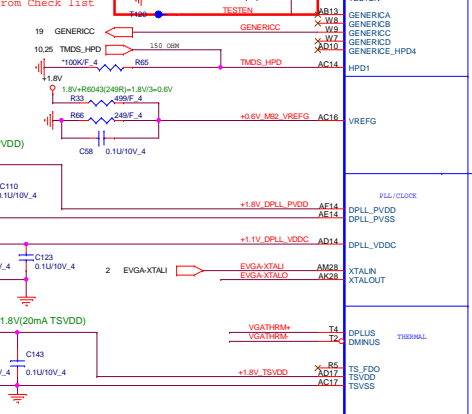 rom Check list
T120
TESTEN
AB13
GENERICA
W8
GENERICB
19 GENERICC
GENERICC
W9
GENERICC
W7
GENERICD
10,25 TMDS_HPD
150 OHM
AD10
GENERICE_HPD4
*100K/F_4 R65
TMDS_HPD
AC14
HPD1
+1.8V
1.8V+R6043(249R)=1.8V/3=0.6V
R33 499/F_4
R66 249/F_4
+0.6V_M92_VREFG
AC16
VREFG
C58 0.1U/10V_4
VDD)
C110
0.1U/10V_4
PLL/CLOCK
+1.8V_DPLL_PVDD
AF14
DPLL_PVDD
AE14
DPLL_PVSS
+1.1V_DPLL_VDDC
AD14
DPLL_VDDC
C123
V_4
0.1U/10V_4
2 EVGA-XTALI
EVGA-XTALI
AM28
XTALIN
EVGA-XTALO
AK28
XTALOUT
1.8V(20mA TSVDD)
VGATHRM+
T4
DPLUS
THERMAL
VGATHRM-
T2
DMINUS
C143
V_4
0.1U/10V_4
R5
TS_FDO
+1.8V_TSVDD
AD17
TSVDD
AC17
TSVSS